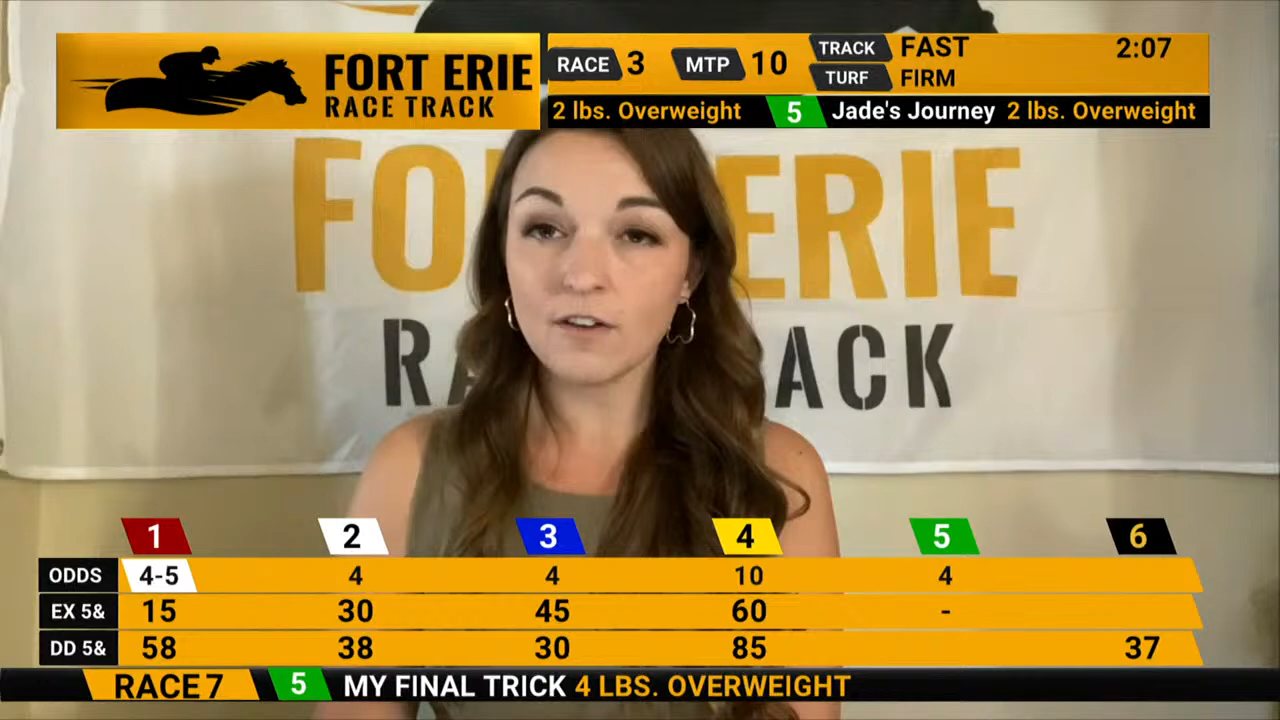 FORT ERIE
RACE TRACK
RACE 3 MTP 10
TRACK FAST
TURF FIRM
2:07
2 lbs. Overweight 5 Jade's Journey 2 lbs. Overweight
FO ERIE
RA ACK
1 2 3 4 5 6
ODDS 4-5 4 4 10 4
EX 5& 15 30 45 60 -
DD 5& 58 38 30 85 37
RACE 7 5 MY FINAL TRICK 4 LBS. OVERWEIGHT